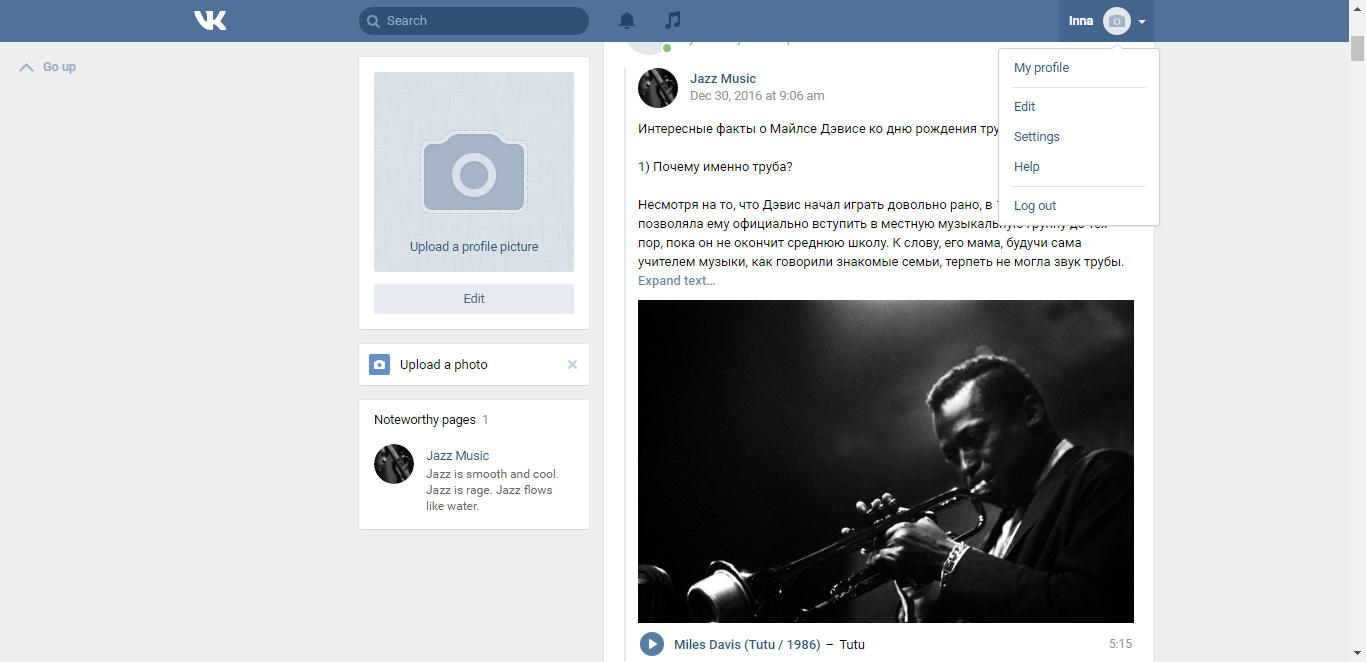 Search
Inna
Go up
My profile
Edit
Settings
Help
Log out
Upload a profile picture
Edit
Upload a photo
Noteworthy pages 1
Jazz Music
Jazz is smooth and cool.
Jazz is rage. Jazz flows
like water.
Jazz Music
Dec 30, 2016 at 9:06 am
Интересные факты о Майлсе Дэвисе ко дню рождения
1) Почему именно труба?
Несмотря на то, что Дэвис начал играть довольно рано, в
позволяла ему официально вступить в местную музыкальную группу до тех
пор, пока он не окончит среднюю школу. К слову, его мама, будучи сама
учителем музыки, как говорили знакомые семьи, терпеть не могла звук трубы.
Expand text…
Miles Davis (Tutu / 1986) – Tutu 5:15